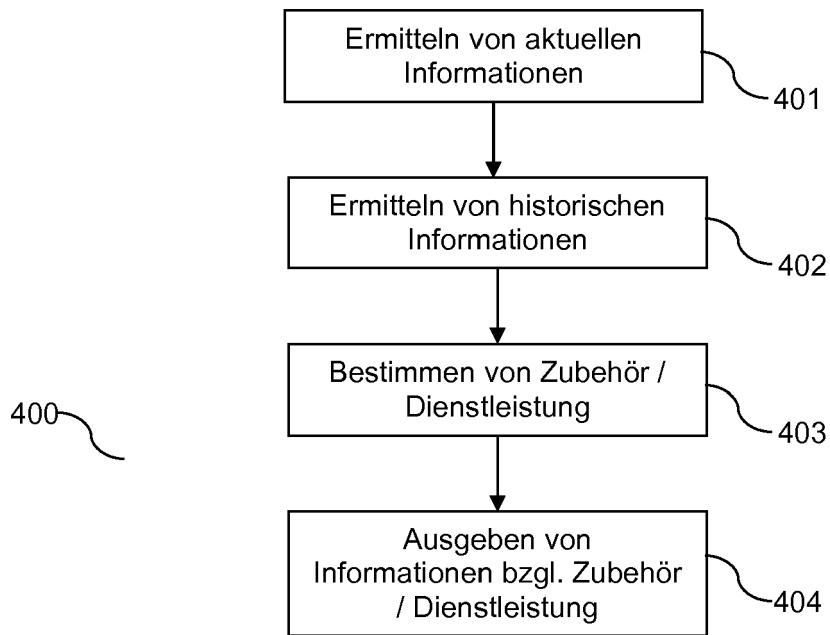 Ermitteln von aktuellen
Informationen
401
Ermitteln von historischen
Informationen
402
Bestimmen von Zubehör /
Dienstleistung
403
400
Ausgeben von
Informationen bzgl. Zubehör
/ Dienstleistung
404